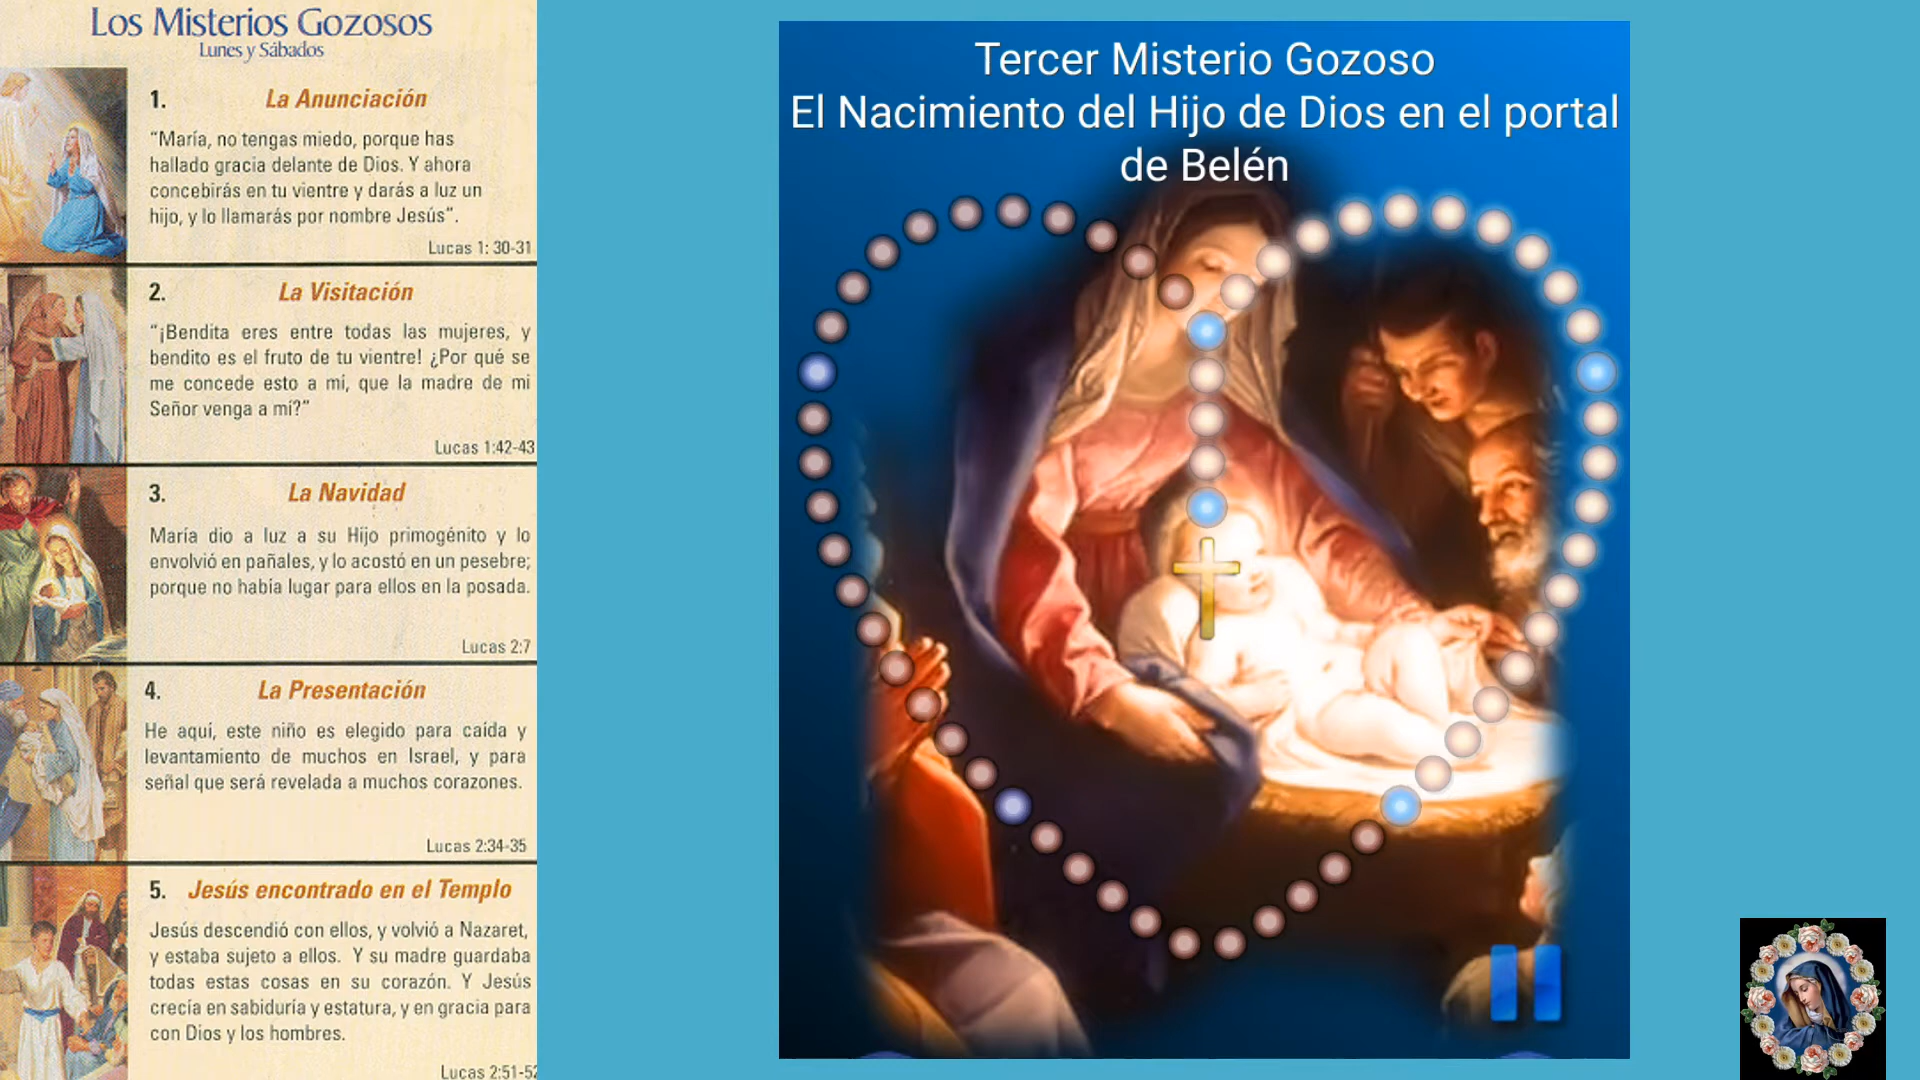 Los Misterios Gozosos
Lunes y Sábados
1. La Anunciación
“María, no tengas miedo, porque has
hallado gracia delante de Dios. Y ahora
concebirás en tu vientre y darás a luz un
hijo, y lo llamarás por nombre Jesús”.
Lucas 1: 30-31
2. La Visitación
“¡Bendita eres entre todas las mujeres, y
bendito es el fruto de tu vientre! ¿Por qué se
me concede esto a mí, que la madre de mi
Señor venga a mí?”
Lucas 1:42-43
3. La Navidad
María dio a luz a su Hijo primogénito y lo
envolvió en pañales, y lo acostó en un pesebre;
porque no había lugar para ellos en la posada.
Lucas 2:7
4. La Presentación
He aquí, este niño es elegido para caída y
levantamiento de muchos en Israel, y para
señal que será revelada a muchos corazones.
Lucas 2:34-35
5. Jesús encontrado en el Templo
Jesús descendió con ellos, y volvió a Nazaret,
y estaba sujeto a ellos. Y su madre guardaba
todas estas cosas en su corazón. Y Jesús
crecía en sabiduría y estatura, y en gracia para
con Dios y los hombres.
Lucas 2:51-52
Tercer Misterio Gozoso
El Nacimiento del Hijo de Dios en el portal
de Belén